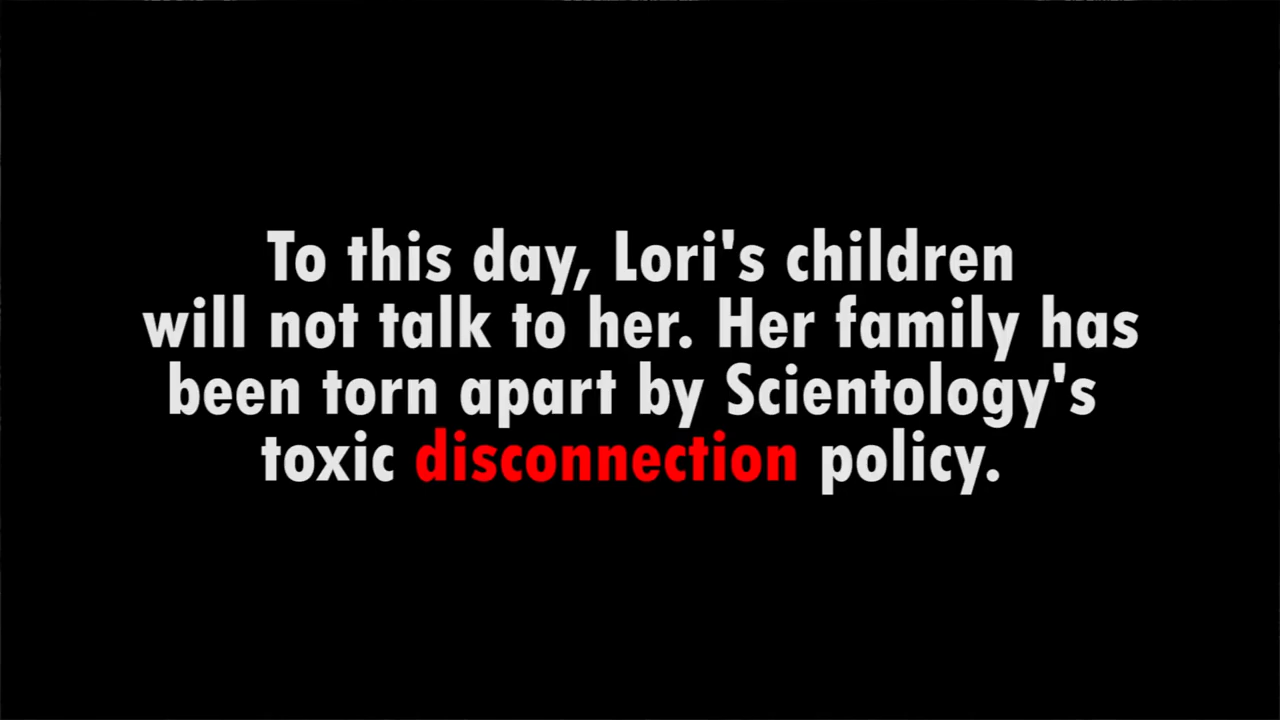 To this day, Lori's children
will not talk to her. Her family has
been torn apart by Scientology's
toxic disconnection policy.